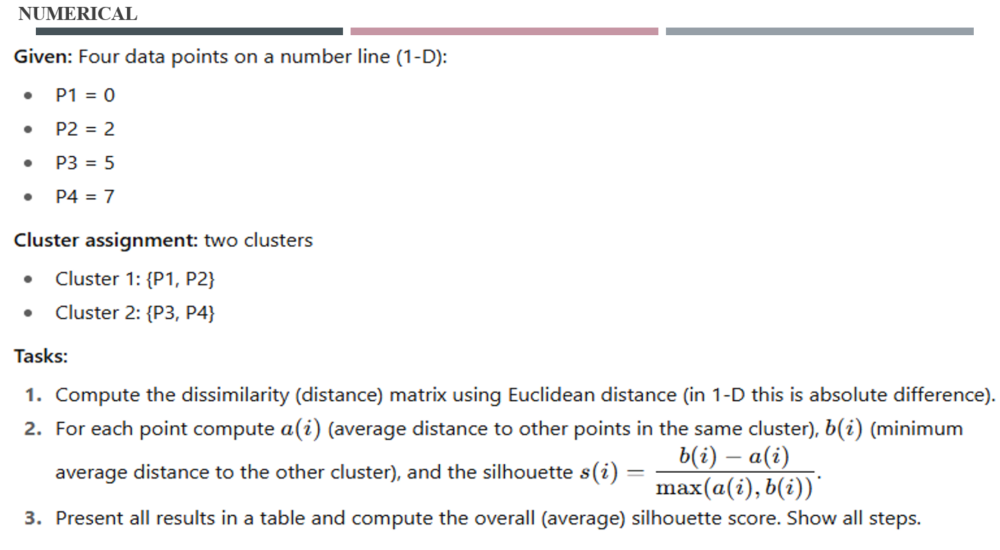 NUMERICAL
Given: Four data points on a number line (1-D):
• P1 = 0
• P2 = 2
• P3 = 5
• P4 = 7
Cluster assignment: two clusters
• Cluster 1: {P1, P2}
• Cluster 2: {P3, P4}
Tasks:
1. Compute the dissimilarity (distance) matrix using Euclidean distance (in 1-D this is absolute difference).
2. For each point compute a(i) (average distance to other points in the same cluster), b(i) (minimum
average distance to the other cluster), and the silhouette s(i) = \frac{b(i) − a(i)}{max(a(i), b(i))}.
3. Present all results in a table and compute the overall (average) silhouette score. Show all steps.